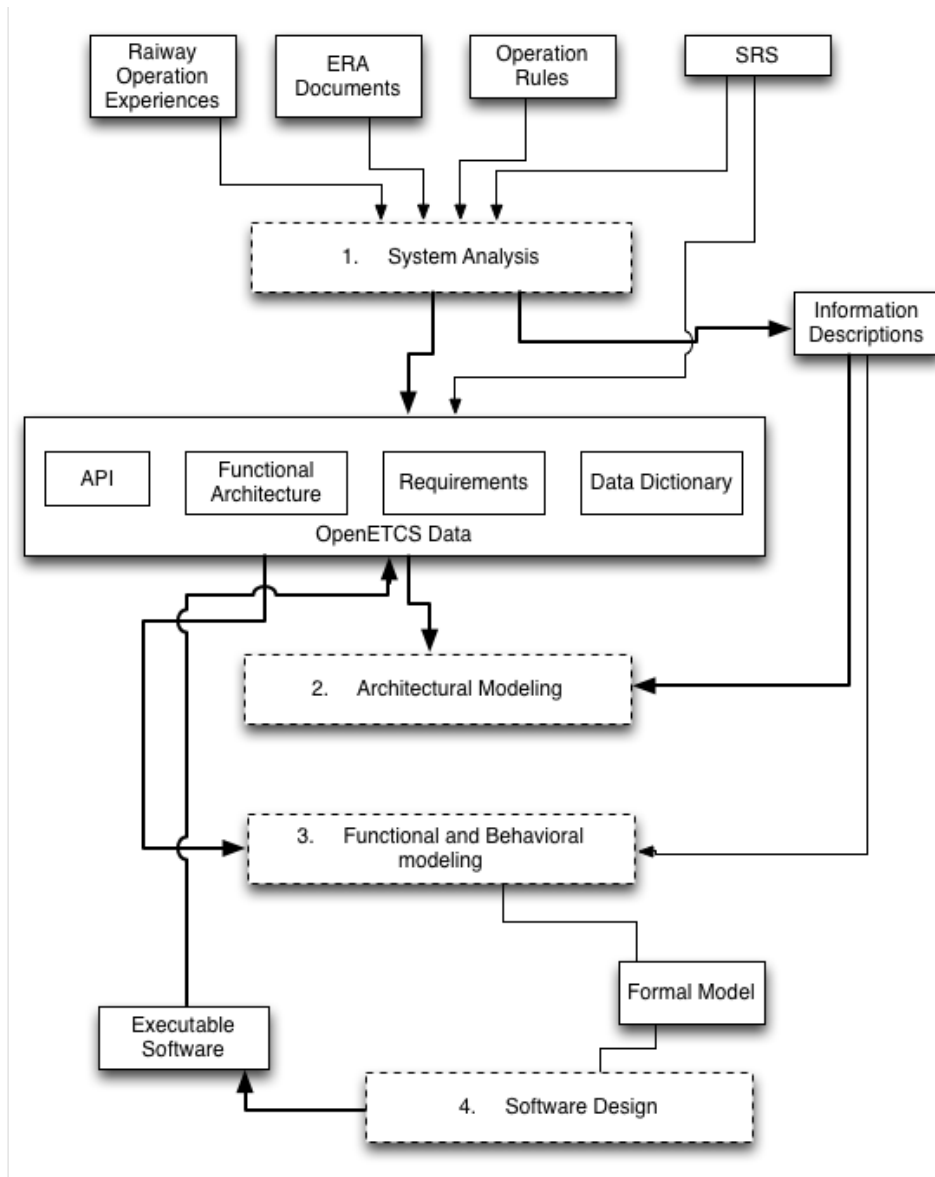 Raiway
Operation
Experiences
ERA
Documents
Operation
Rules
SRS
1. System Analysis
Information
Descriptions
API
Functional
Architecture
Requirements
Data Dictionary
OpenETCS Data
2. Architectural Modeling
3. Functional and Behavioral
modeling
Formal Model
Executable
Software
4. Software Design